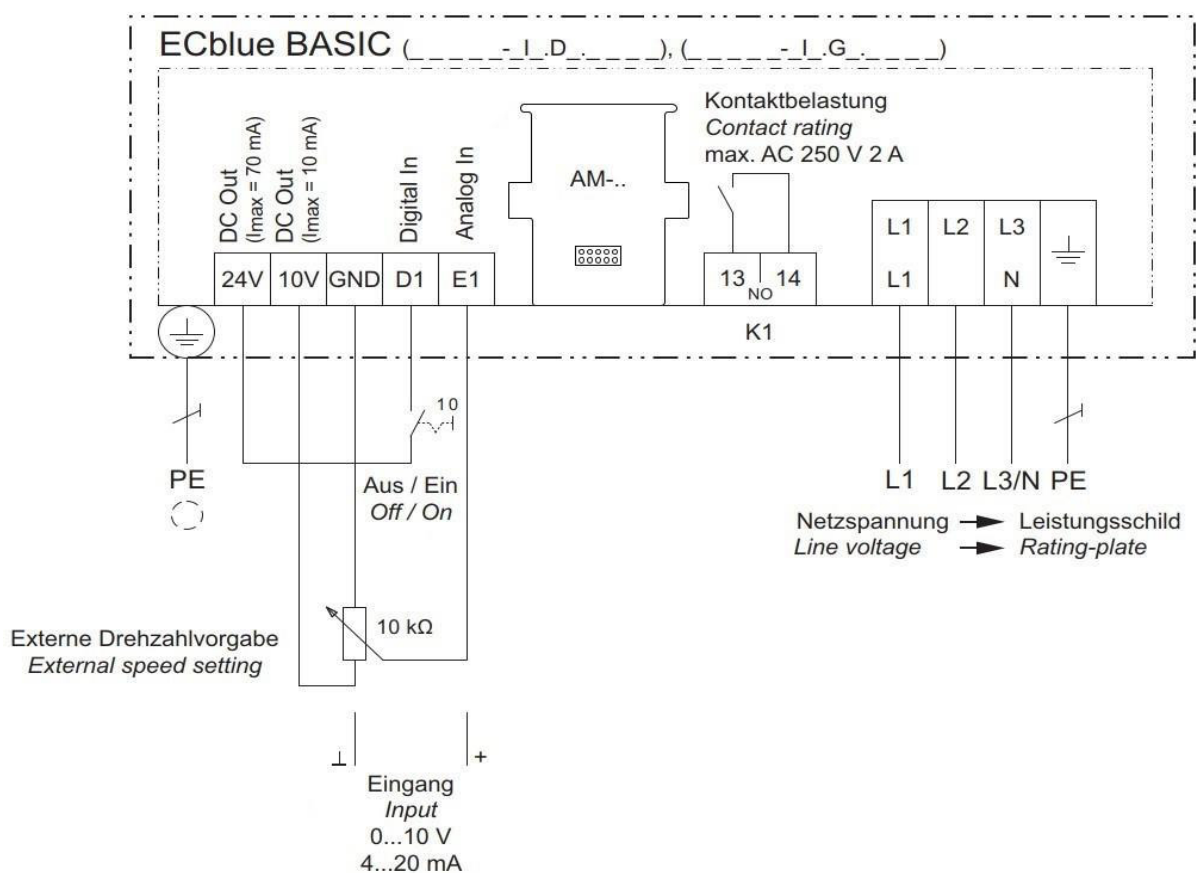 ECblue BASIC (_ _ _ _ _-_I_.D_._ _ _ _), (_ _ _ _ _-_I_.G_._ _ _ _)
Kontaktbelastung
Contact rating
max. AC 250 V 2 A
DC Out
(Imax = 70 mA)
DC Out
(Imax = 10 mA)
Digital In
Analog In
AM-..
24V 10V GND D1 E1
13 14
NO
K1
L1 L2 L3
L1 N
10
PE
Aus / Ein
Off / On
L1 L2 L3/N PE
Netzspannung Leistungsschild
Line voltage Rating-plate
10 kΩ
Externe Drehzahlvorgabe
External speed setting
⊥ +
Eingang
Input
0...10 V
4...20 mA